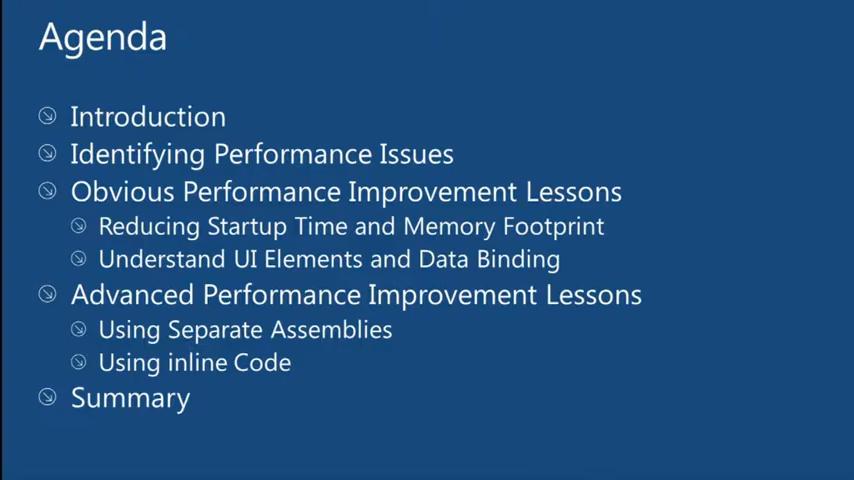 Agenda
Introduction
Identifying Performance Issues
Obvious Performance Improvement Lessons
Reducing Startup Time and Memory Footprint
Understand UI Elements and Data Binding
Advanced Performance Improvement Lessons
Using Separate Assemblies
Using inline Code
Summary